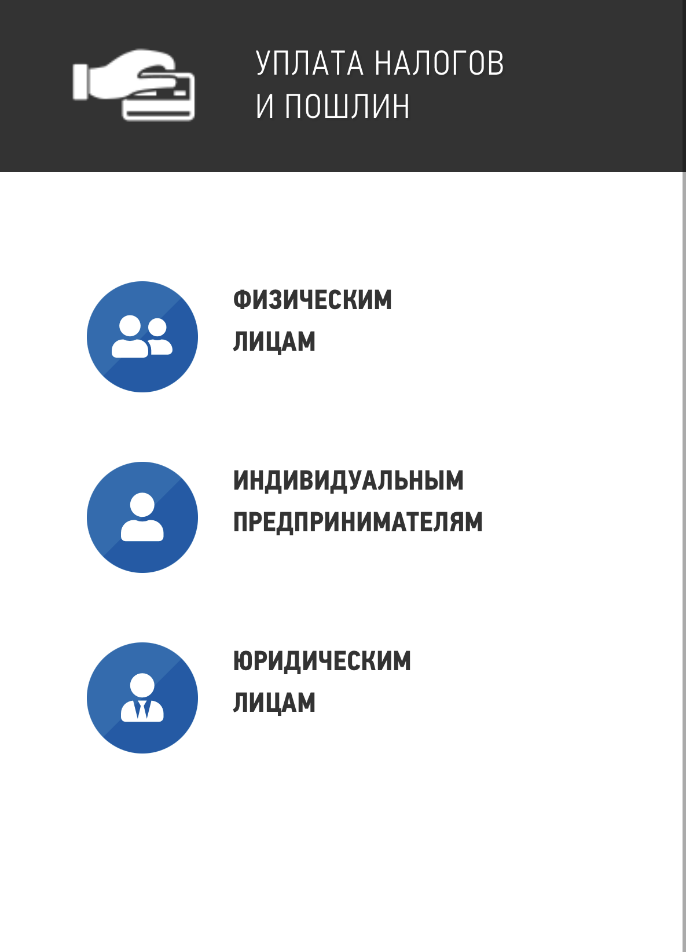 УПЛАТА НАЛОГОВ
И ПОШЛИН
ФИЗИЧЕСКИМ
ЛИЦАМ
ИНДИВИДУАЛЬНЫМ
ПРЕДПРИНИМАТЕЛЯМ
ЮРИДИЧЕСКИМ
ЛИЦАМ